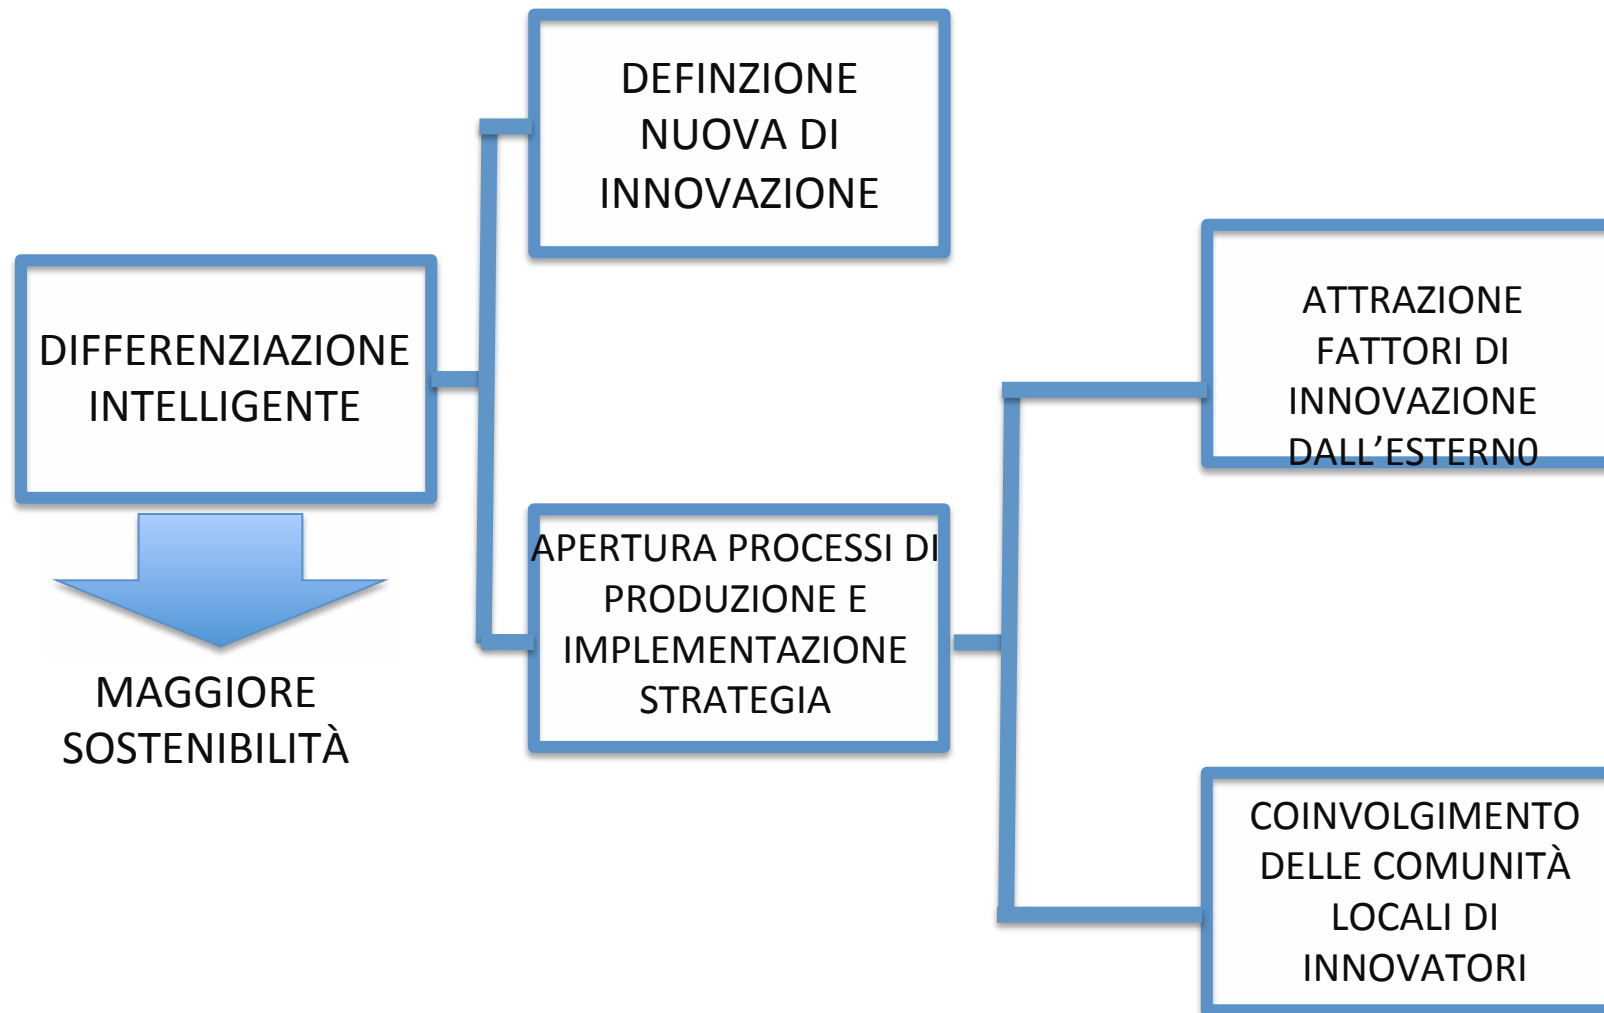 DEFINZIONE
NUOVA DI
INNOVAZIONE
DIFFERENZIAZIONE
INTELLIGENTE
MAGGIORE
SOSTENIBILITÀ
APERTURA PROCESSI DI
PRODUZIONE E
IMPLEMENTAZIONE
STRATEGIA
ATTRAZIONE
FATTORI DI
INNOVAZIONE
DALL’ESTERN0
COINVOLGIMENTO
DELLE COMUNITÀ
LOCALI DI
INNOVATORI